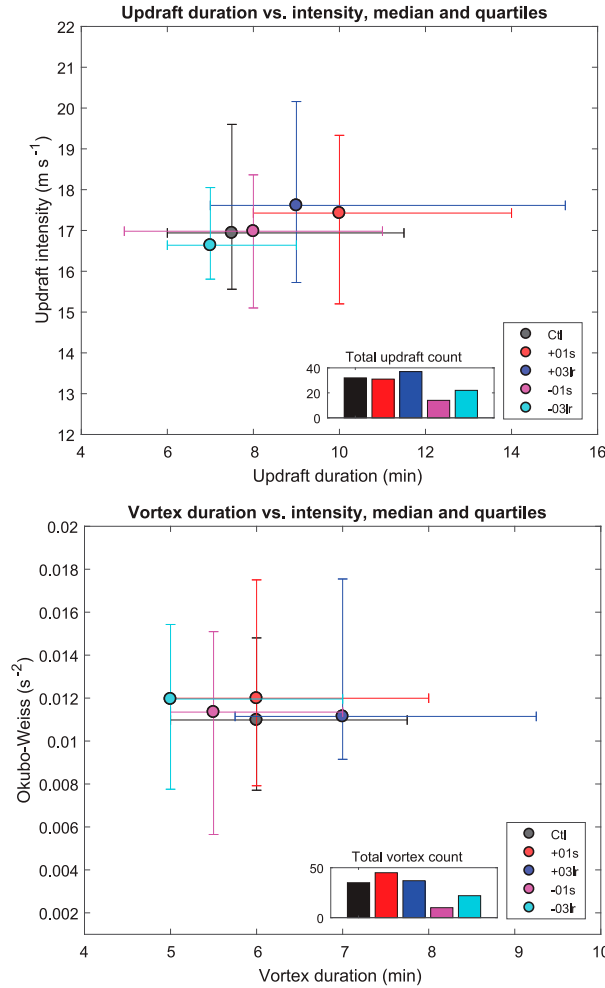 Updraft duration vs. intensity, median and quartiles
22
21
20
19
18
17
16
15
14
13
12
Updraft intensity (m s⁻¹)
Total updraft count
40
20
0
Ctl
+01s
+03lr
-01s
-03lr
4 6 8 10 12 14 16
Updraft duration (min)
Vortex duration vs. intensity, median and quartiles
0.02
0.018
0.016
0.014
0.012
0.01
0.008
0.006
0.004
0.002
Okubo-Weiss (s⁻²)
Total vortex count
50
0
Ctl
+01s
+03lr
-01s
-03lr
4 5 6 7 8 9 10
Vortex duration (min)